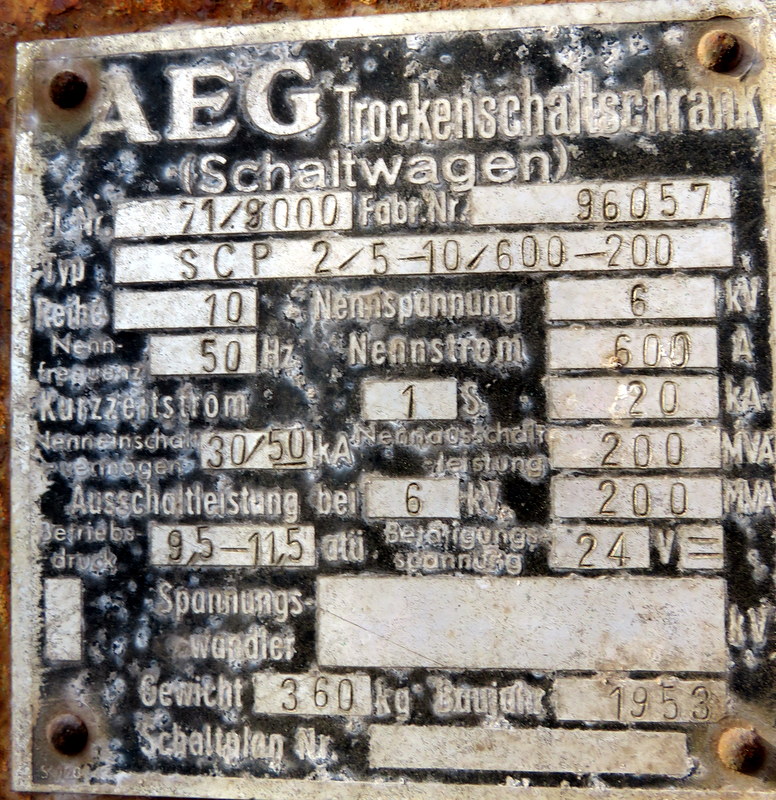 AEG Trockenschaltschrank
(Schaltwagen)
Pl.Nr. 71/9000 Fabr.Nr. 96057
Typ SCP 2/5-10/600-200
Reihe 10 Nennspannung 6 kV
Nenn-
frequenz 50 Hz Nennstrom 600 A
Kurzzeitstrom 1 S 20 kA
Nenneinschalt-
vermögen 30/50 kA Nennausschalt-
-leistung 200 MVA
Ausschaltleistung bei 6 kV 200 MVA
Betriebs-
druck 9,5-11,5 atü Betätigungs-
spannung 24 V =
Spannungs-
wandler kV
Gewicht 360 kg Baujahr 1953
Schaltplan Nr.